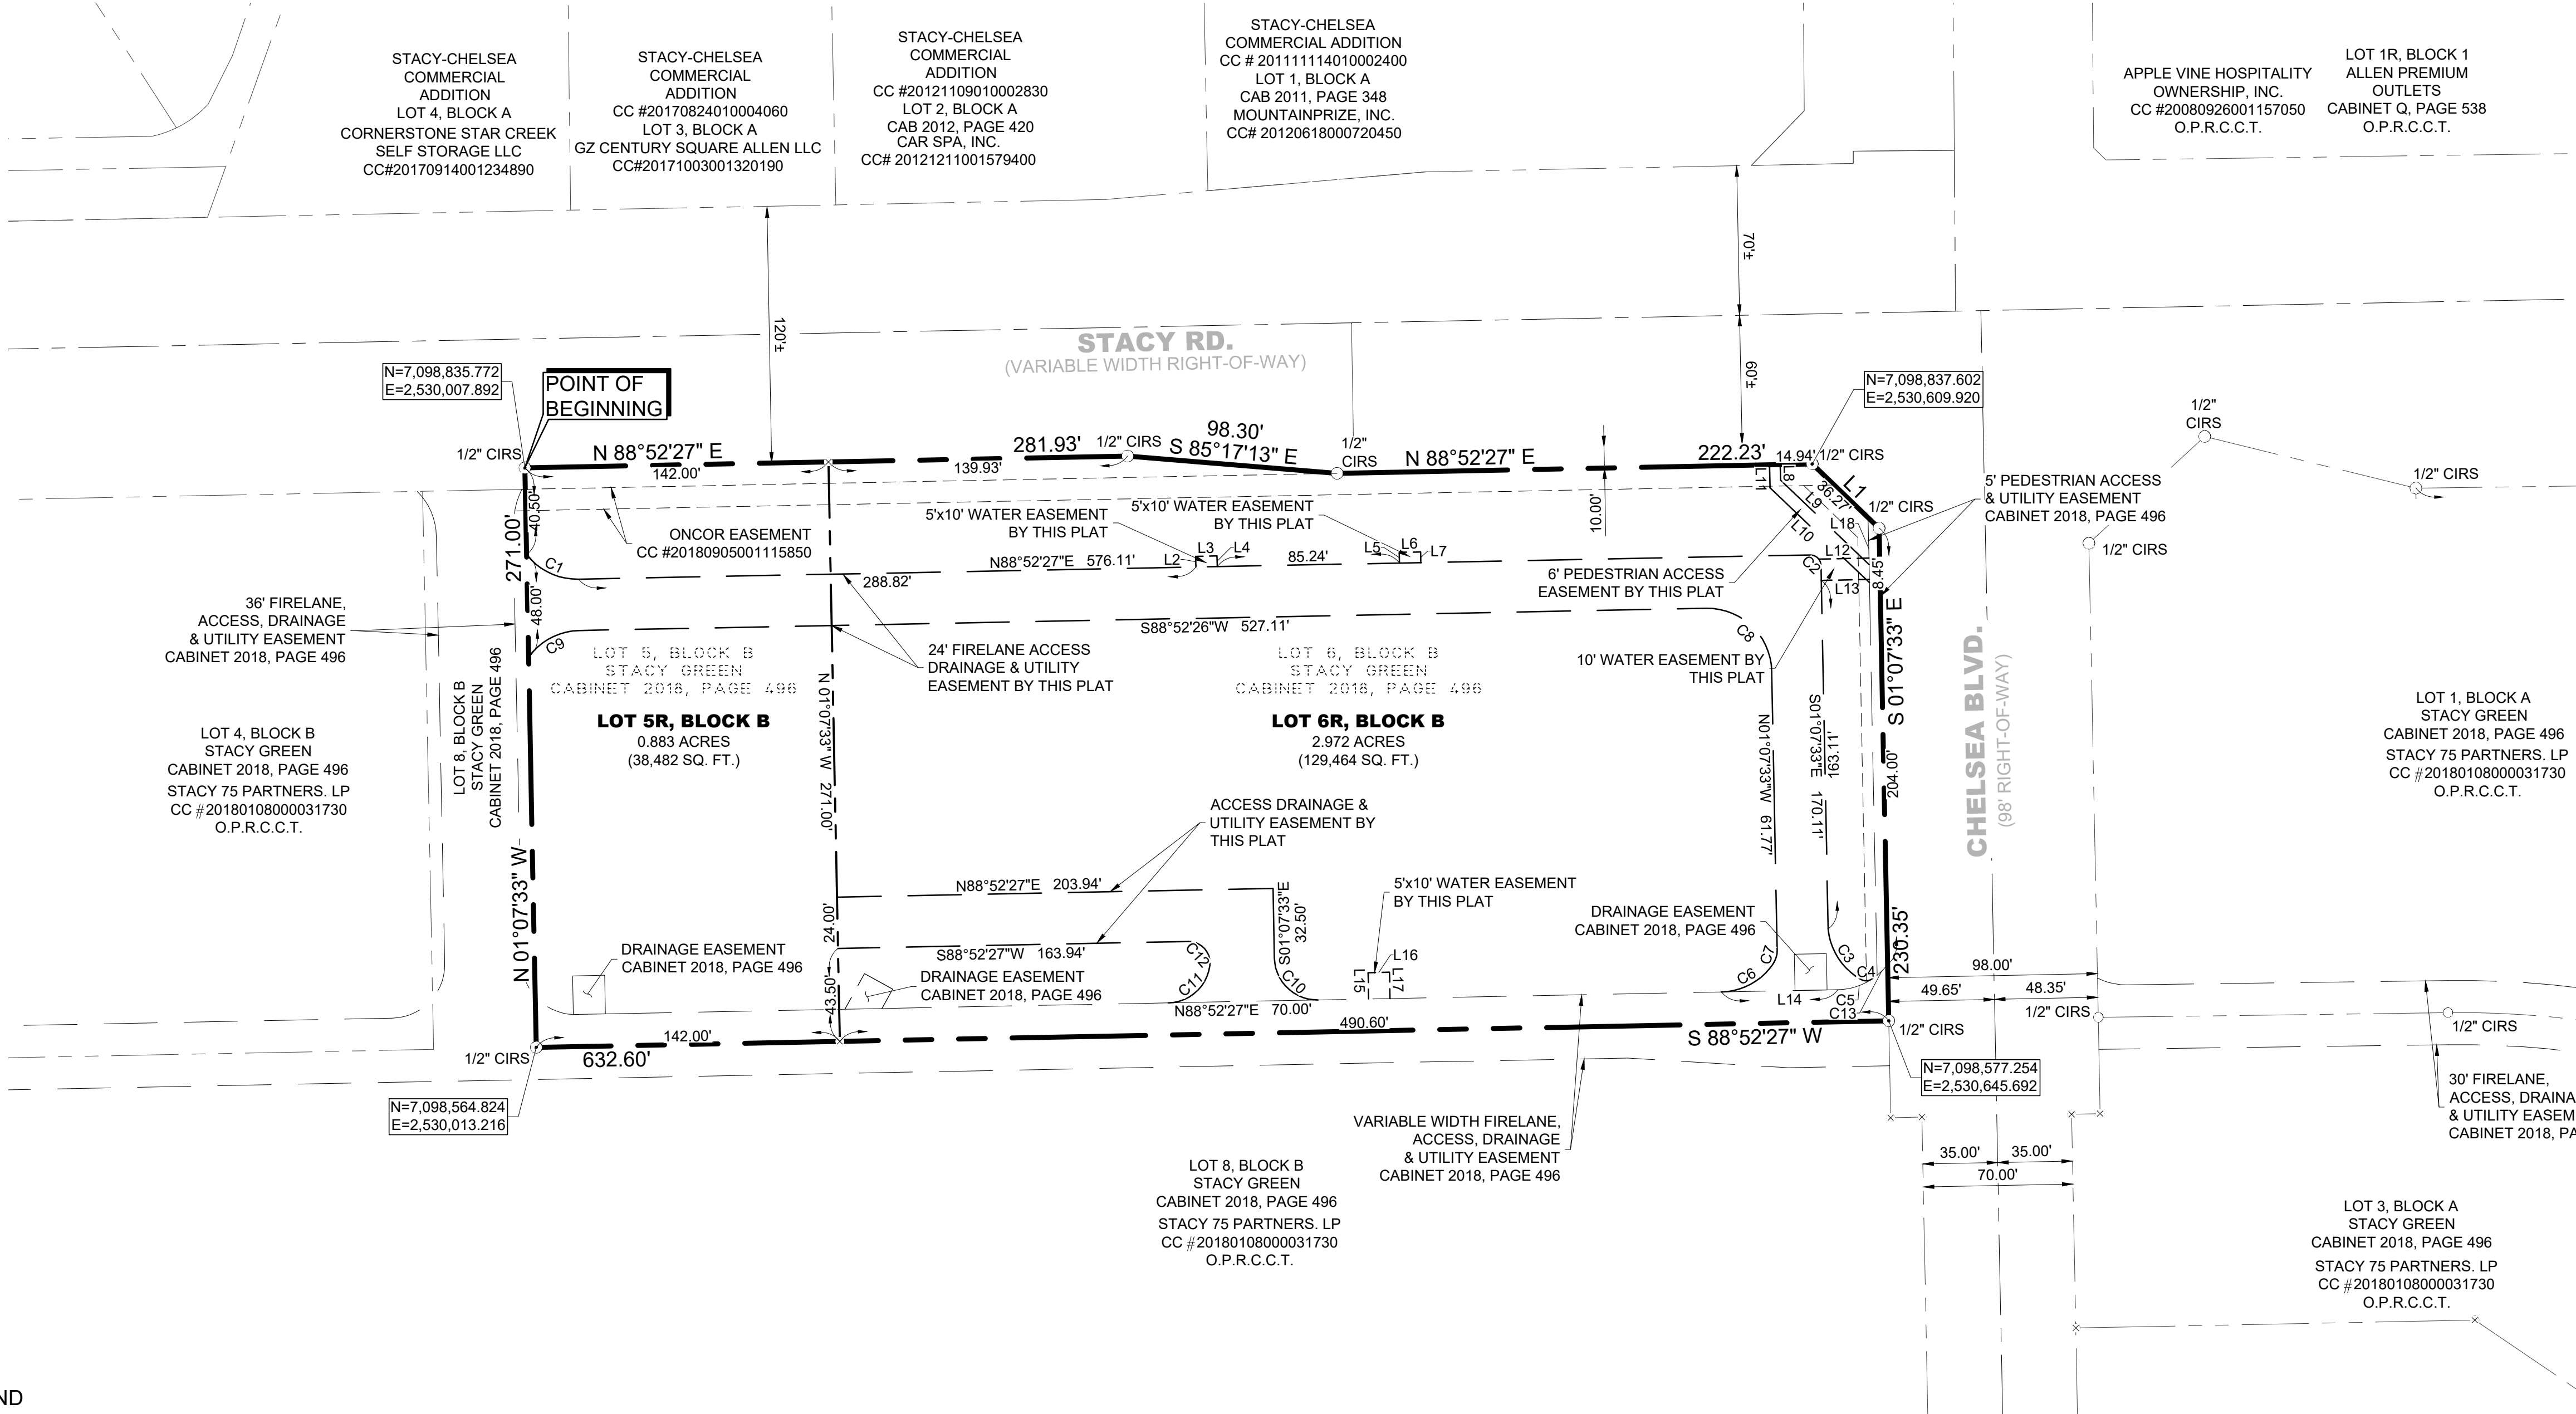 STACY-CHELSEA
COMMERCIAL
ADDITION
LOT 4, BLOCK A
CORNERSTONE STAR CREEK
SELF STORAGE LLC
CC#20170914001234890
STACY-CHELSEA
COMMERCIAL
ADDITION
CC #20170824010004060
LOT 3, BLOCK A
GZ CENTURY SQUARE ALLEN LLC
CC#20171003001320190
STACY-CHELSEA
COMMERCIAL
ADDITION
CC #20121109010002830
LOT 2, BLOCK A
CAB 2012, PAGE 420
CAR SPA, INC.
CC# 20121211001579400
STACY-CHELSEA
COMMERCIAL ADDITION
CC # 201111114010002400
LOT 1, BLOCK A
CAB 2011, PAGE 348
MOUNTAINPRIZE, INC.
CC# 20120618000720450
APPLE VINE HOSPITALITY
OWNERSHIP, INC.
CC #20080926001157050
O.P.R.C.C.T.
LOT 1R, BLOCK 1
ALLEN PREMIUM
OUTLETS
CABINET Q, PAGE 538
O.P.R.C.C.T.
120'±
70'±
60'±
STACY RD.
(VARIABLE WIDTH RIGHT-OF-WAY)
N=7,098,835.772
E=2,530,007.892
POINT OF
BEGINNING
N=7,098,837.602
E=2,530,609.920
1/2" CIRS
N 88°52'27" E
281.93'
142.00'
139.93'
1/2" CIRS
98.30'
S 85°17'13" E
1/2"
CIRS
N 88°52'27" E
222.23'
14.94'
1/2" CIRS
L1
36.27'
1/2" CIRS
L8
L9
L10
L11
L18
L12
L13
8.45'
10.00'
5' PEDESTRIAN ACCESS
& UTILITY EASEMENT
CABINET 2018, PAGE 496
1/2"
CIRS
1/2" CIRS
1/2" CIRS
40.50'
271.00'
48.00'
C1
C9
ONCOR EASEMENT
CC #20180905001115850
5'x10' WATER EASEMENT
BY THIS PLAT
5'x10' WATER EASEMENT
BY THIS PLAT
288.82'
N88°52'27"E 576.11'
L2
L3
L4
85.24'
L5
L6
L7
C2
6' PEDESTRIAN ACCESS
EASEMENT BY THIS PLAT
36' FIRELANE,
ACCESS, DRAINAGE
& UTILITY EASEMENT
CABINET 2018, PAGE 496
S88°52'26"W 527.11'
C8
24' FIRELANE ACCESS
DRAINAGE & UTILITY
EASEMENT BY THIS PLAT
10' WATER EASEMENT BY
THIS PLAT
LOT 5, BLOCK B
STACY GREEN
CABINET 2018, PAGE 496
LOT 5R, BLOCK B
0.883 ACRES
(38,482 SQ. FT.)
LOT 6, BLOCK B
STACY GREEN
CABINET 2018, PAGE 496
LOT 6R, BLOCK B
2.972 ACRES
(129,464 SQ. FT.)
LOT 4, BLOCK B
STACY GREEN
CABINET 2018, PAGE 496
STACY 75 PARTNERS. LP
CC #20180108000031730
O.P.R.C.C.T.
LOT 8, BLOCK B
STACY GREEN
CABINET 2018, PAGE 496
N 01°07'33" W
N 01°07'33" W 271.00'
N01°07'33"W 61.77'
S01°07'33"E 170.11'
163.11'
S 01°07'33" E
204.00'
230.35'
CHELSEA BLVD.
(98' RIGHT-OF-WAY)
LOT 1, BLOCK A
STACY GREEN
CABINET 2018, PAGE 496
STACY 75 PARTNERS. LP
CC #20180108000031730
O.P.R.C.C.T.
ACCESS DRAINAGE &
UTILITY EASEMENT BY
THIS PLAT
N88°52'27"E 203.94'
24.00'
S88°52'27"W 163.94'
S01°07'33"E
32.50'
43.50'
C12
C11
C10
5'x10' WATER EASEMENT
BY THIS PLAT
L16
L15
L17
DRAINAGE EASEMENT
CABINET 2018, PAGE 496
C7
C6
C3
C4
C5
C13
L14
DRAINAGE EASEMENT
CABINET 2018, PAGE 496
DRAINAGE EASEMENT
CABINET 2018, PAGE 496
N88°52'27"E 70.00'
490.60'
S 88°52'27" W
142.00'
632.60'
1/2" CIRS
1/2" CIRS
98.00'
49.65'
48.35'
1/2" CIRS
1/2" CIRS
N=7,098,564.824
E=2,530,013.216
N=7,098,577.254
E=2,530,645.692
VARIABLE WIDTH FIRELANE,
ACCESS, DRAINAGE
& UTILITY EASEMENT
CABINET 2018, PAGE 496
30' FIRELANE,
ACCESS, DRAINA
& UTILITY EASEM
CABINET 2018, PA
35.00'
35.00'
70.00'
LOT 8, BLOCK B
STACY GREEN
CABINET 2018, PAGE 496
STACY 75 PARTNERS. LP
CC #20180108000031730
O.P.R.C.C.T.
LOT 3, BLOCK A
STACY GREEN
CABINET 2018, PAGE 496
STACY 75 PARTNERS. LP
CC #20180108000031730
O.P.R.C.C.T.
ND